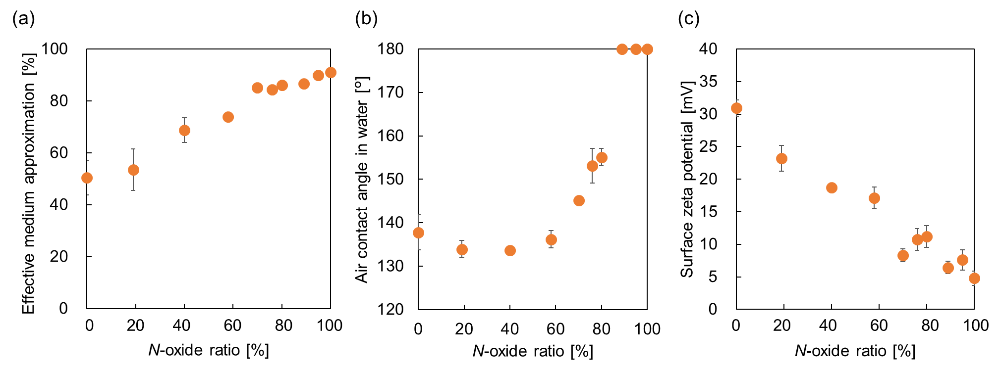 (a)
Effective medium approximation [%]
100
80
60
40
20
0
0 20 40 60 80 100
N-oxide ratio [%]
(b)
Air contact angle in water [°]
180
170
160
150
140
130
120
0 20 40 60 80 100
N-oxide ratio [%]
(c)
Surface zeta potential [mV]
40
35
30
25
20
15
10
5
0
0 20 40 60 80 100
N-oxide ratio [%]